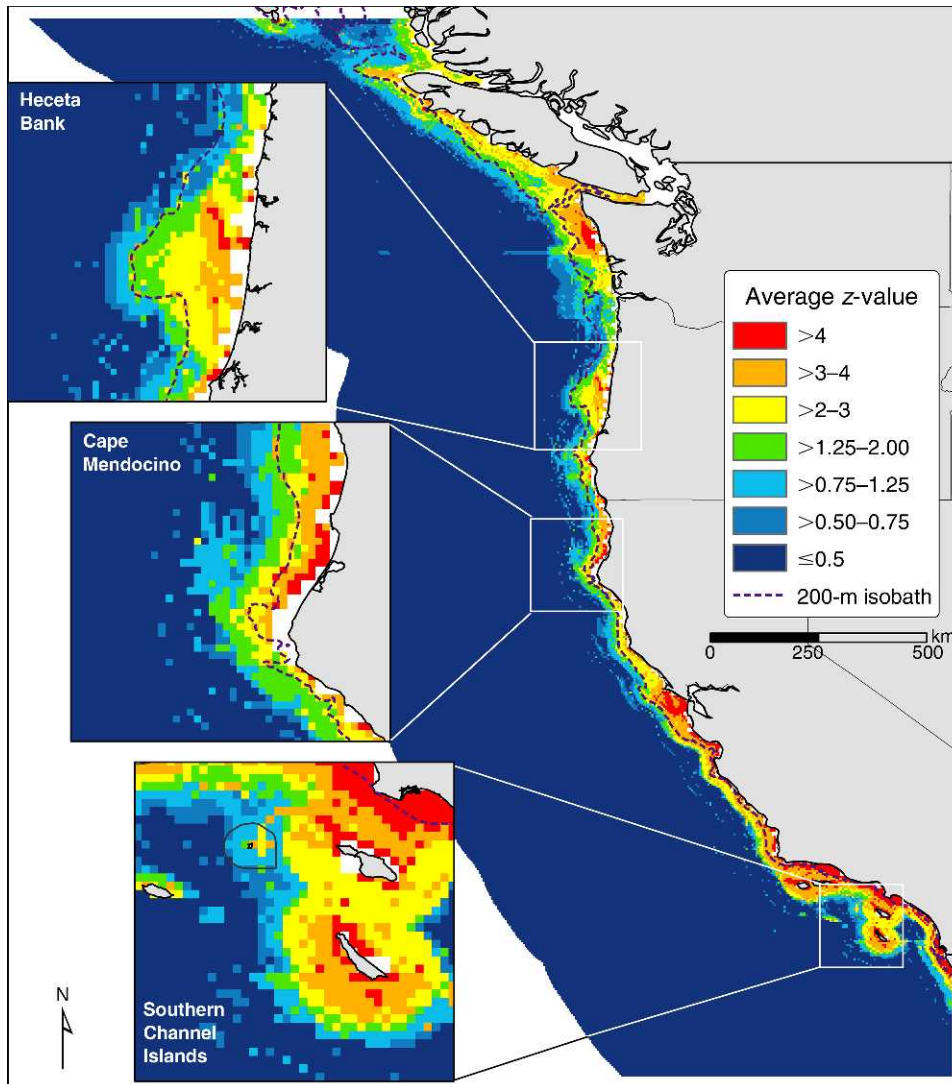 Heceta
Bank
Cape
Mendocino
Southern
Channel
Islands
N
Average z-value
>4
>3–4
>2–3
>1.25–2.00
>0.75–1.25
>0.50–0.75
≤0.5
200-m isobath
km
0 250 500